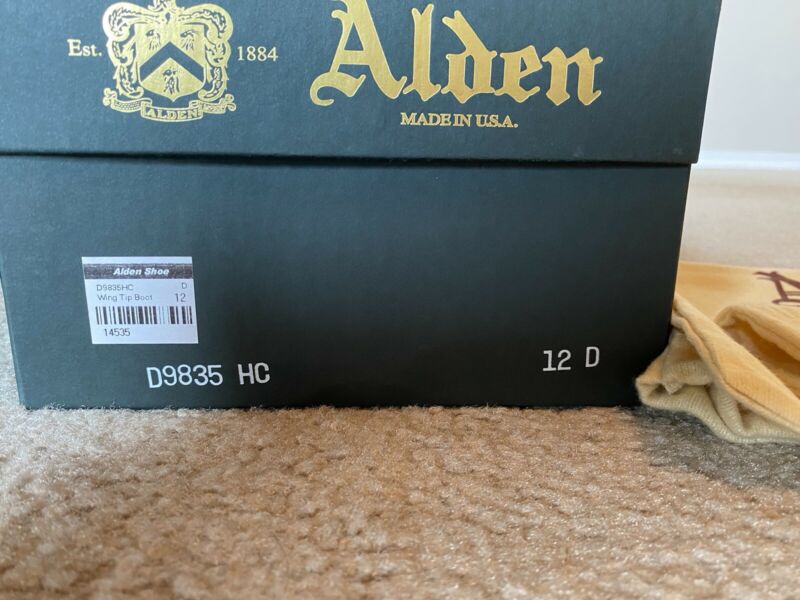 Est. 1884
ALDEN
Alden
MADE IN U.S.A.
Alden Shoe
D9835HC D
Wing Tip Boot 12
14535
D9835 HC
12 D